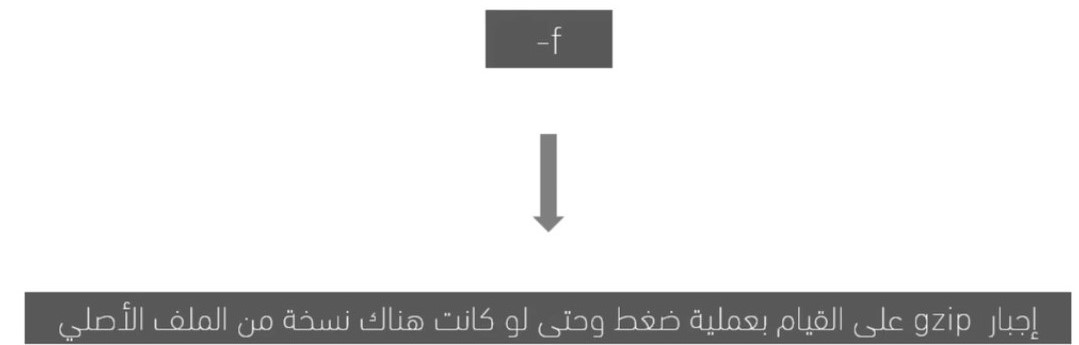 -f
إجبار gzip على القيام بعملية ضغط وحتى لو كانت هناك نسخة من الملف الأصلي